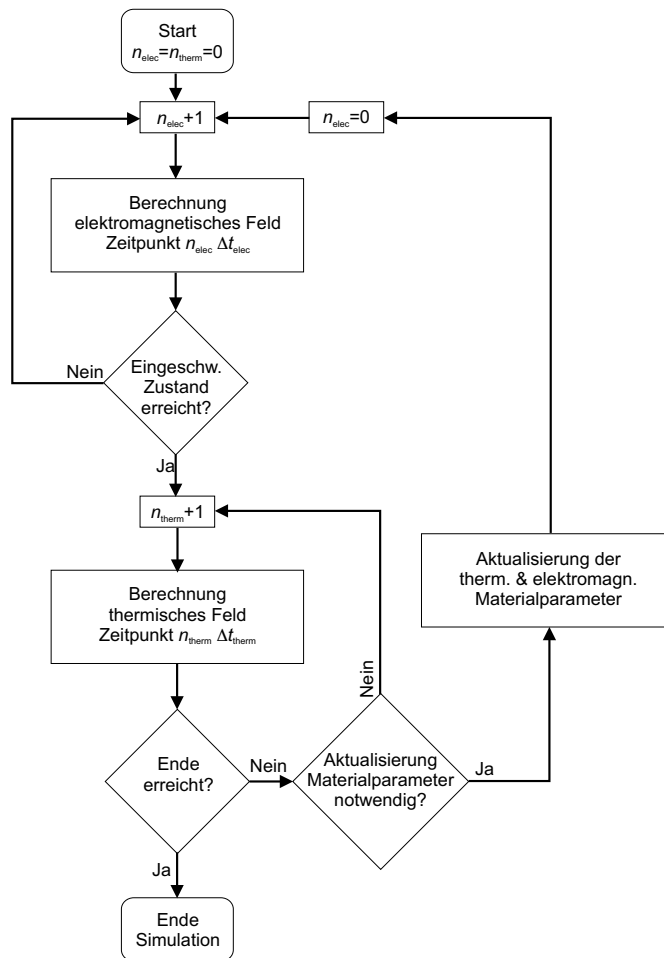 Start
n_elec=n_therm=0
n_elec+1
n_elec=0
Berechnung
elektromagnetisches Feld
Zeitpunkt n_elec Δt_elec
Nein
Eingeschw.
Zustand
erreicht?
Ja
n_therm+1
Aktualisierung der
therm. & elektromagn.
Materialparameter
Berechnung
thermisches Feld
Zeitpunkt n_therm Δt_therm
Nein
Ende
erreicht?
Nein
Aktualisierung
Materialparameter
notwendig?
Ja
Ja
Ende
Simulation